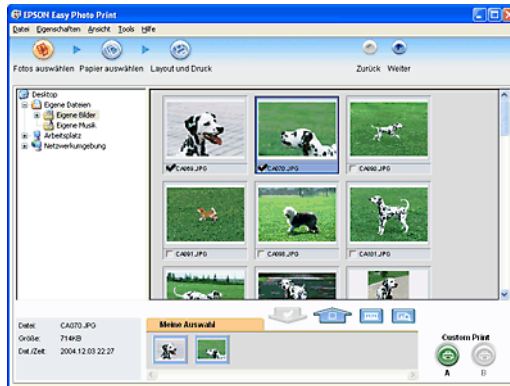 EPSON Easy Photo Print
Datei Eigenschaften Ansicht Tools Hilfe
Fotos auswählen Papier auswählen Layout und Druck Zurück Weiter
Desktop
Eigene Dateien
Eigene Bilder
Eigene Musik
Arbeitsplatz
Netzwerkumgebung
CA069.JPG CA070.JPG CA090.JPG
CA091.JPG CA098.JPG CA101.JPG
Datei: CA070.JPG
Größe: 714KB
Dat./Zeit: 2004.12.03 22:27
Meine Auswahl
Custom Print
A B